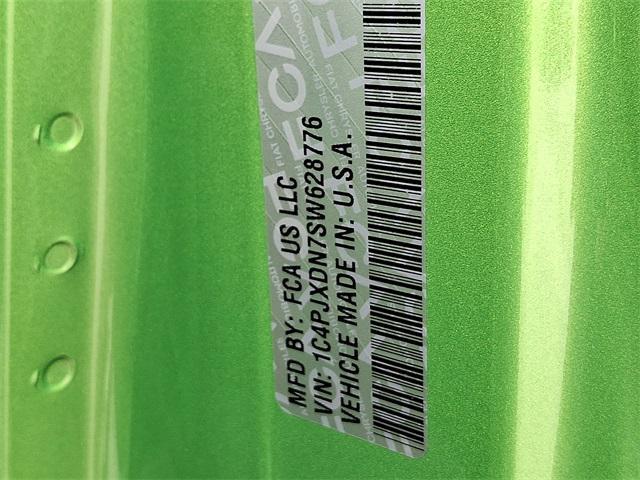 MFD BY: FCA US LLC
VIN: 1C4PJXDN7SW628776
VEHICLE MADE IN: U.S.A.